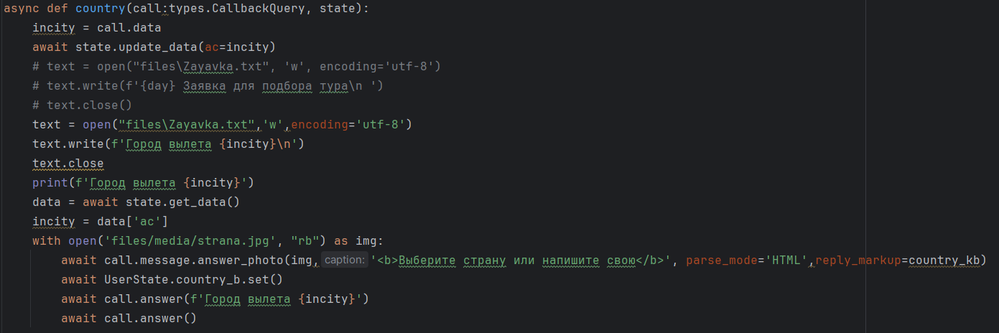 async def country(call:types.CallbackQuery, state):
    incity = call.data
    await state.update_data(ac=incity)
    # text = open("files\Zayavka.txt", 'w', encoding='utf-8')
    # text.write(f'{day} Заявка для подбора тура\n ')
    # text.close()
    text = open("files\Zayavka.txt",'w',encoding='utf-8')
    text.write(f'Город вылета {incity}\n')
    text.close
    print(f'Город вылета {incity}')
    data = await state.get_data()
    incity = data['ac']
    with open('files/media/strana.jpg', "rb") as img:
        await call.message.answer_photo(img, caption: '<b>Выберите страну или напишите свою</b>', parse_mode='HTML',reply_markup=country_kb)
        await UserState.country_b.set()
        await call.answer(f'Город вылета {incity}')
        await call.answer()